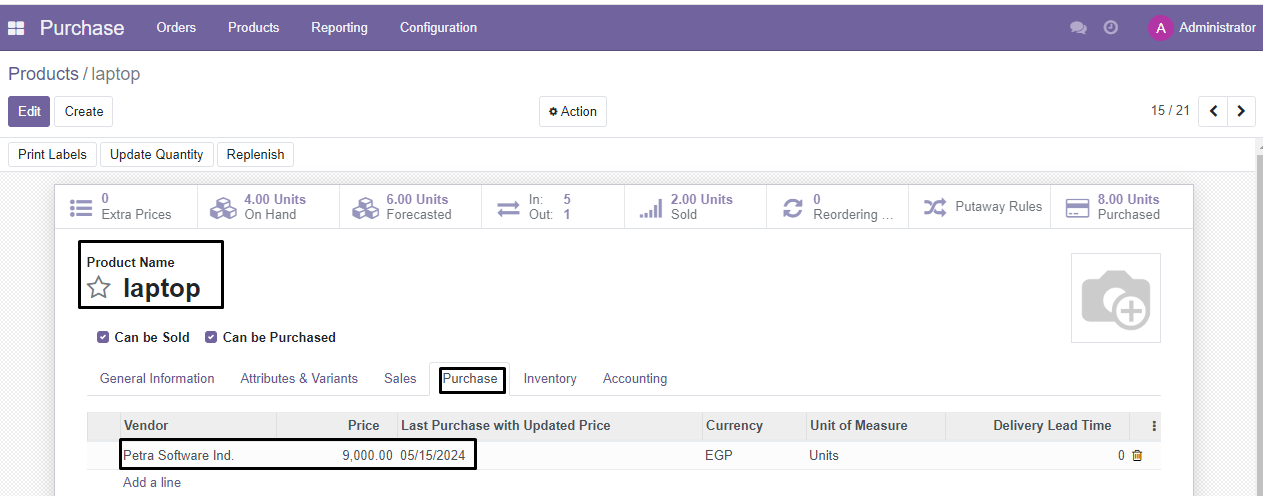 Purchase Orders Products Reporting Configuration A Administrator
Products / laptop
Edit Create Action 15 / 21
Print Labels Update Quantity Replenish
0 4.00 Units 6.00 Units In: 5 2.00 Units 0 Putaway Rules 8.00 Units
Extra Prices On Hand Forecasted Out: 1 Sold Reordering ... Purchased
Product Name
laptop
Can be Sold Can be Purchased
General Information Attributes & Variants Sales Purchase Inventory Accounting
Vendor Price Last Purchase with Updated Price Currency Unit of Measure Delivery Lead Time
Petra Software Ind. 9,000.00 05/15/2024 EGP Units 0
Add a line